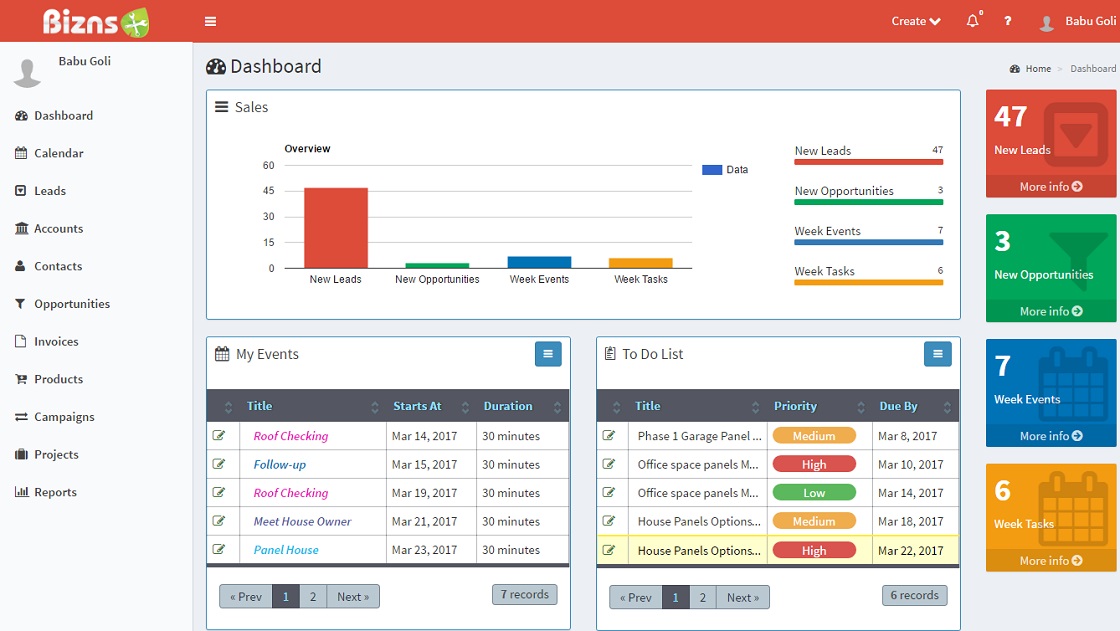 Bizns
Create
0
?
Babu Goli
Babu Goli
Dashboard
Calendar
Leads
Accounts
Contacts
Opportunities
Invoices
Products
Campaigns
Projects
Reports
Dashboard
Home > Dashboard
Sales
Overview
60
45
30
15
0
New Leads
New Opportunities
Week Events
Week Tasks
Data
New Leads 47
New Opportunities 3
Week Events 7
Week Tasks 6
47
New Leads
More info
3
New Opportunities
More info
7
Week Events
More info
6
Week Tasks
More info
My Events
Title Starts At Duration
Roof Checking Mar 14, 2017 30 minutes
Follow-up Mar 15, 2017 30 minutes
Roof Checking Mar 19, 2017 30 minutes
Meet House Owner Mar 21, 2017 30 minutes
Panel House Mar 23, 2017 30 minutes
« Prev 1 2 Next »
7 records
To Do List
Title Priority Due By
Phase 1 Garage Panel ... Medium Mar 8, 2017
Office space panels M... High Mar 10, 2017
Office space panels M... Low Mar 14, 2017
House Panels Options... Medium Mar 18, 2017
House Panels Options... High Mar 22, 2017
« Prev 1 2 Next »
6 records